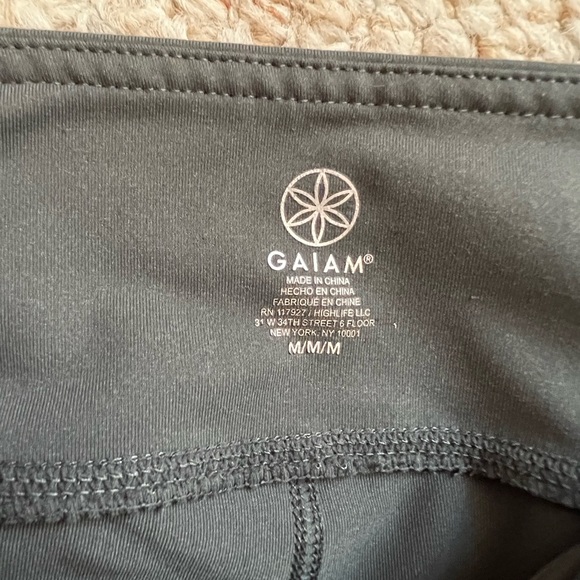 GAIAM®
MADE IN CHINA
HECHO EN CHINA
FABRIQUÉ EN CHINE
RN 117927 / HIGHLIFE LLC
31 W 34TH STREET 6 FLOOR
NEW YORK, NY 10001
M/M/M